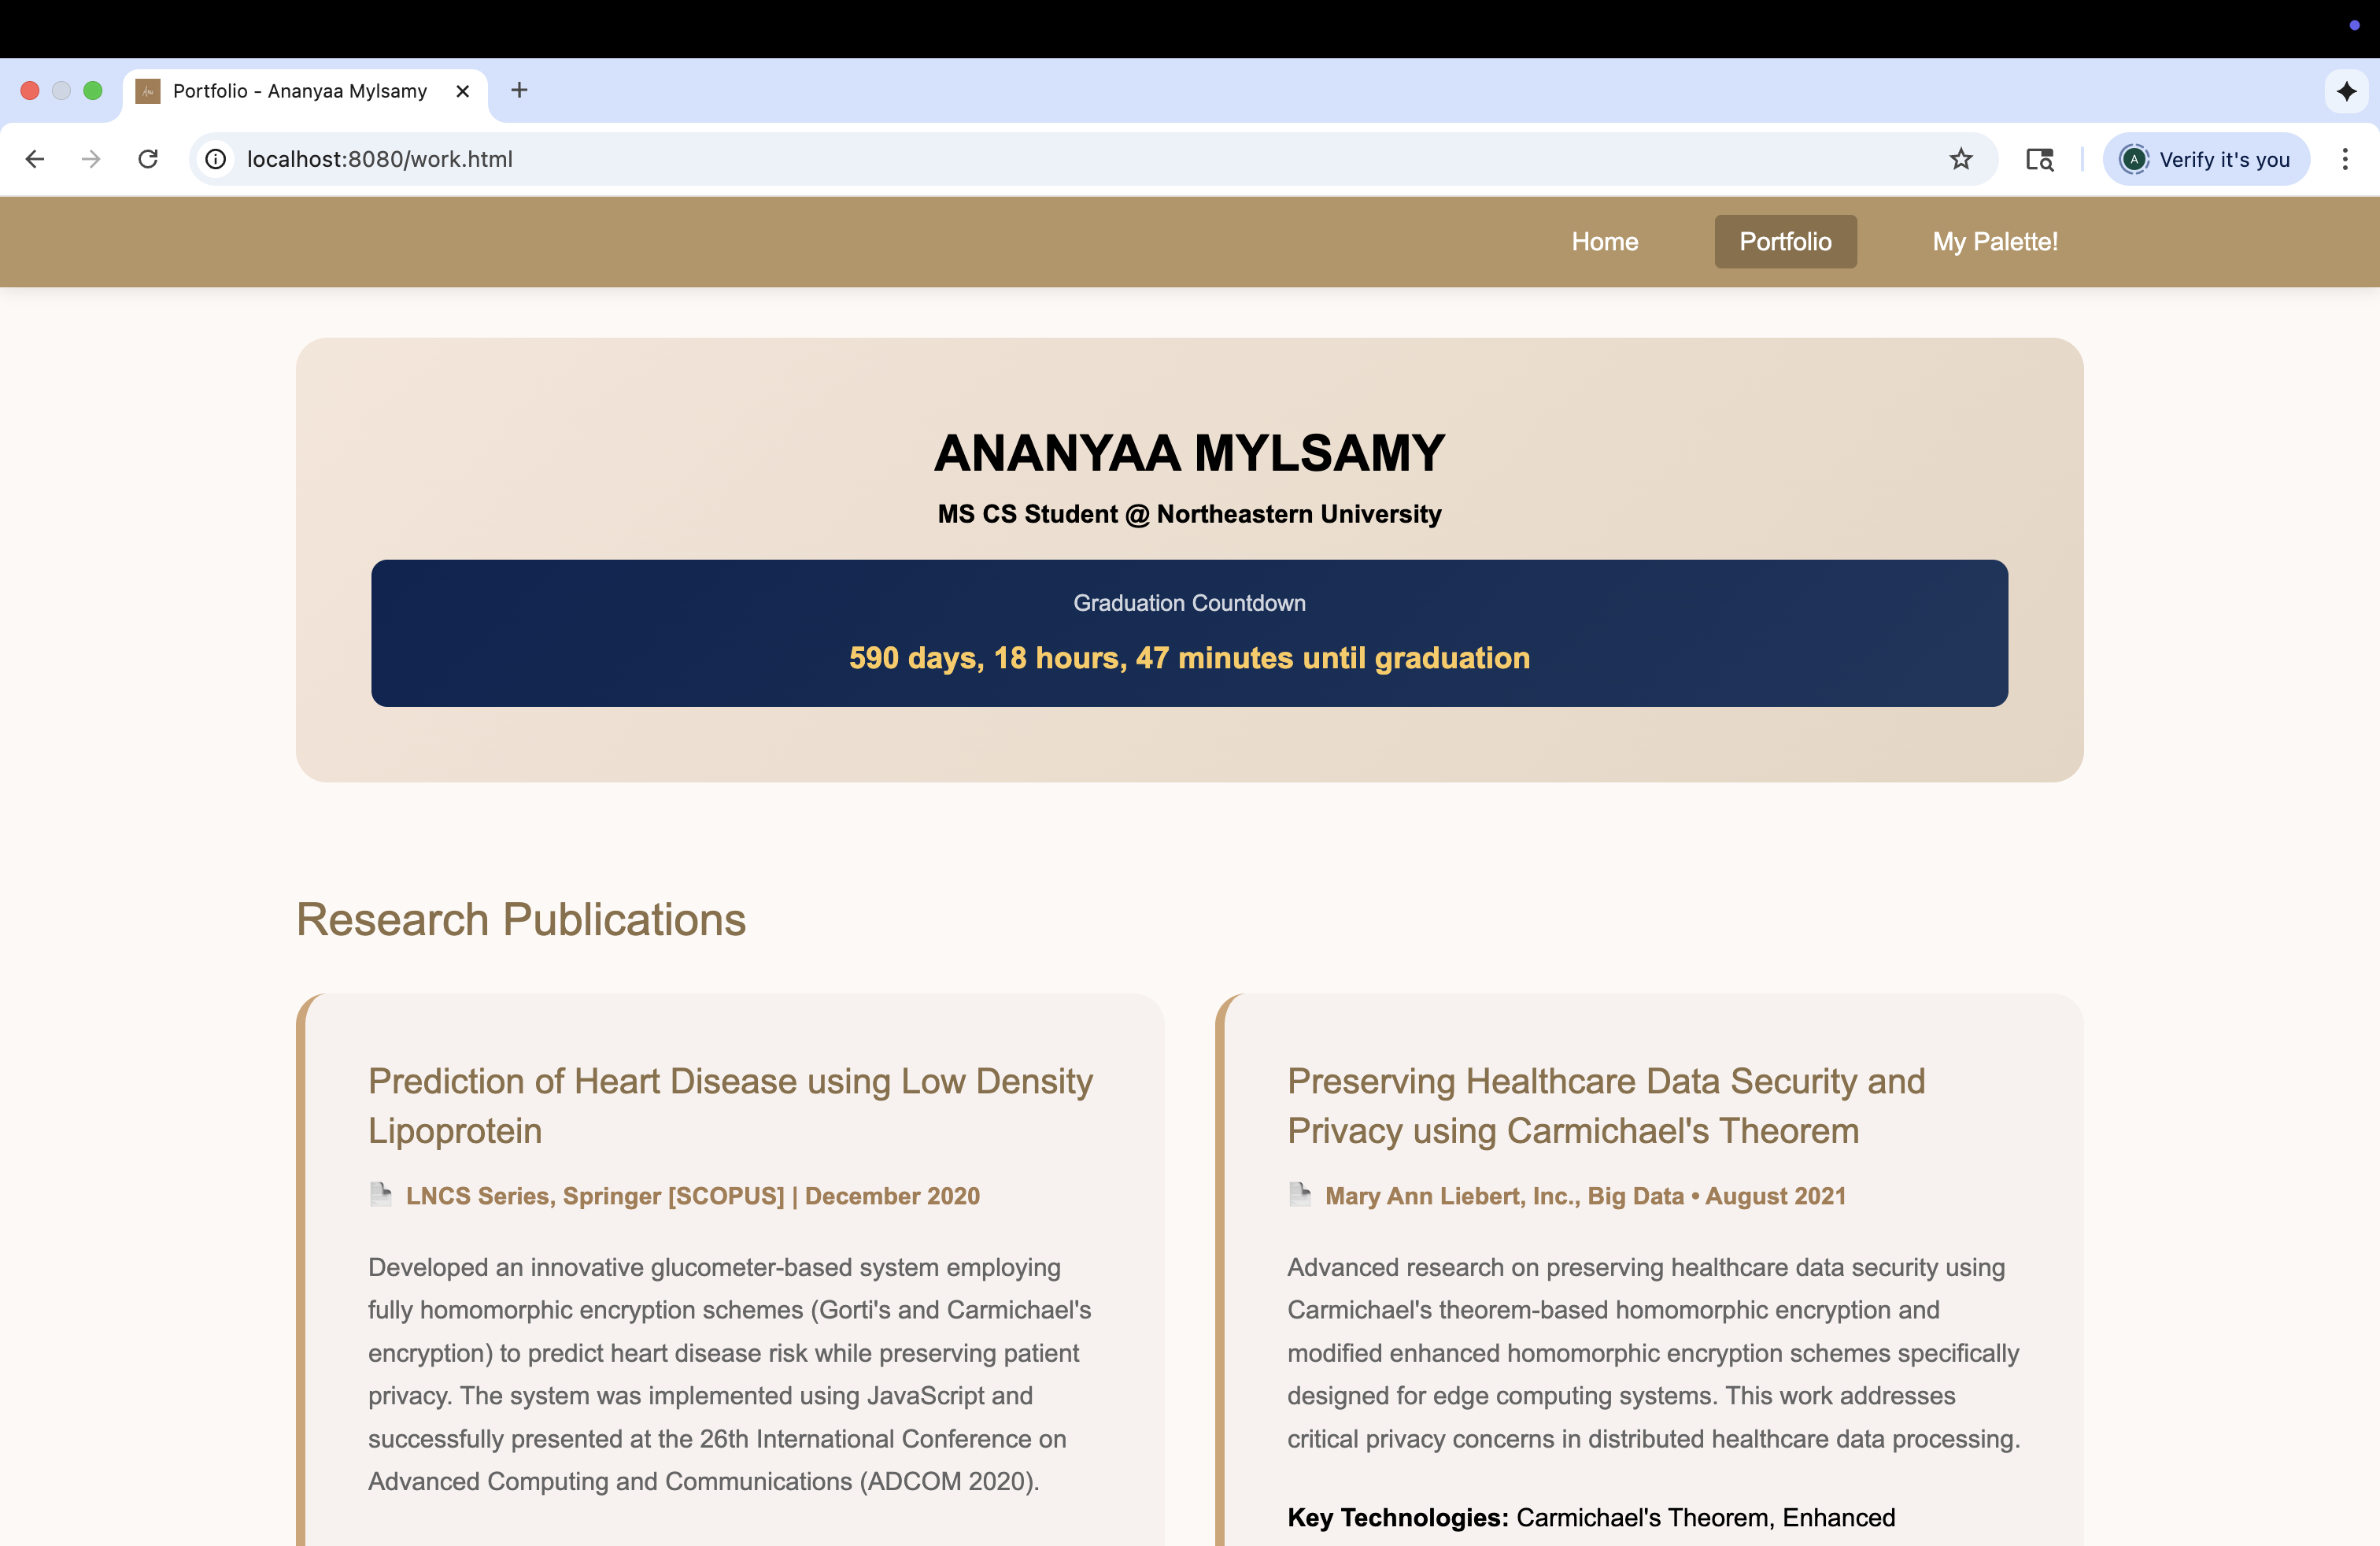 Portfolio - Ananyaa Mylsamy
localhost:8080/work.html
A
Verify it's you
Home
Portfolio
My Palette!
ANANYAA MYLSAMY
MS CS Student @ Northeastern University
Graduation Countdown
590 days, 18 hours, 47 minutes until graduation
Research Publications
Prediction of Heart Disease using Low Density
Lipoprotein
LNCS Series, Springer [SCOPUS] | December 2020
Developed an innovative glucometer-based system employing
fully homomorphic encryption schemes (Gorti's and Carmichael's
encryption) to predict heart disease risk while preserving patient
privacy. The system was implemented using JavaScript and
successfully presented at the 26th International Conference on
Advanced Computing and Communications (ADCOM 2020).
Preserving Healthcare Data Security and
Privacy using Carmichael's Theorem
Mary Ann Liebert, Inc., Big Data • August 2021
Advanced research on preserving healthcare data security using
Carmichael's theorem-based homomorphic encryption and
modified enhanced homomorphic encryption schemes specifically
designed for edge computing systems. This work addresses
critical privacy concerns in distributed healthcare data processing.
Key Technologies: Carmichael's Theorem, Enhanced